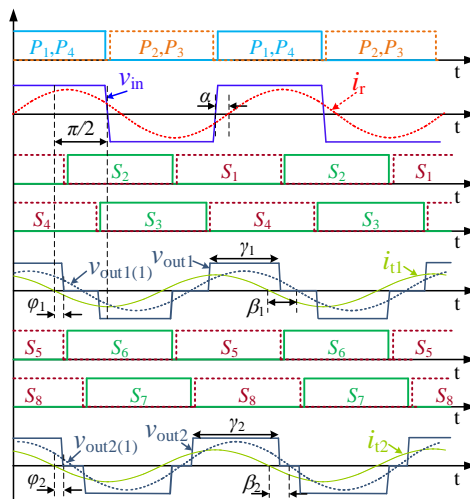 P1,P4 P2,P3 P1,P4 P2,P3
t
vin α ir
t
π/2
S2 S1 S2 S1
t
S4 S3 S4 S3
t
vout1(1) vout1 γ1 it1
t
φ1 β1
S5 S6 S5 S6 S5
t
S8 S7 S8 S7 S8
t
vout2(1) vout2 γ2 it2
t
φ2 β2